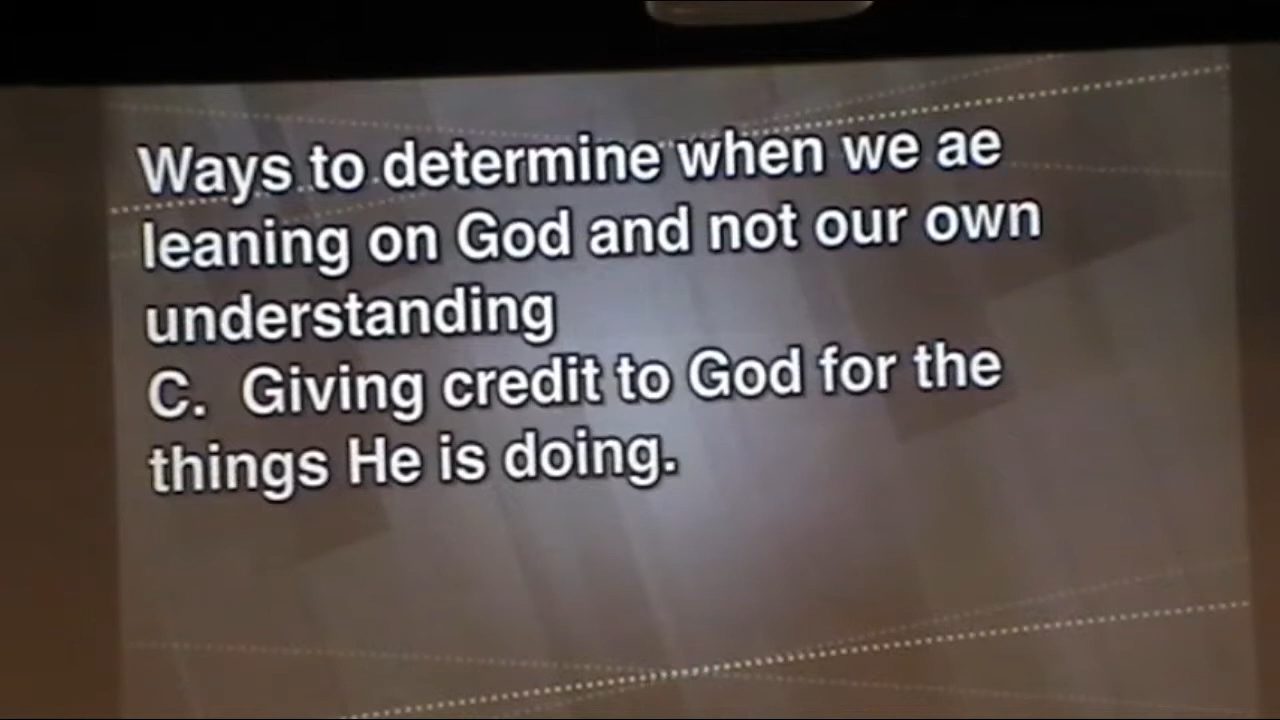 Ways to determine when we ae
leaning on God and not our own
understanding
C. Giving credit to God for the
things He is doing.